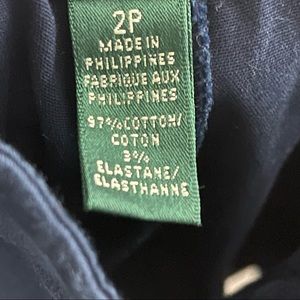 2P
MADE IN
PHILIPPINES
FABRIQUE AUX
PHILIPPINES
97% COTTON/
COTON
3%
ELASTANE/
ELASTHANNE